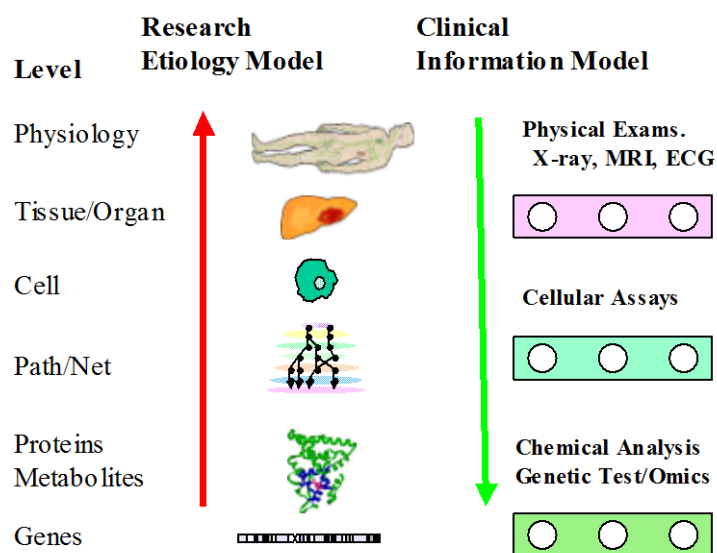 Research
Etiology Model
Clinical
Information Model
Level
Physiology
Physical Exams.
X-ray, MRI, ECG
Tissue/Organ
Cell
Cellular Assays
Path/Net
Proteins
Metabolites
Chemical Analysis
Genetic Test/Omics
Genes